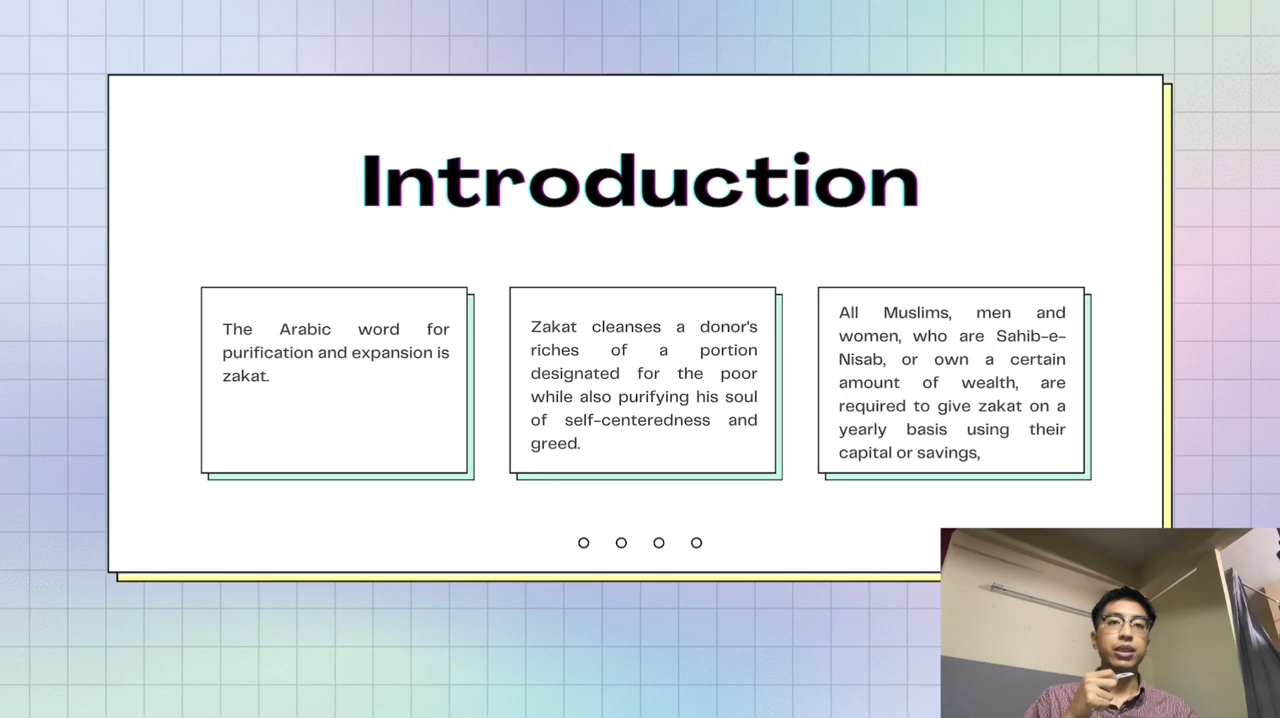 Introduction
The Arabic word for
purification and expansion is
zakat.
Zakat cleanses a donor's
riches of a portion
designated for the poor
while also purifying his soul
of self-centeredness and
greed.
All Muslims, men and
women, who are Sahib-e-
Nisab, or own a certain
amount of wealth, are
required to give zakat on a
yearly basis using their
capital or savings,